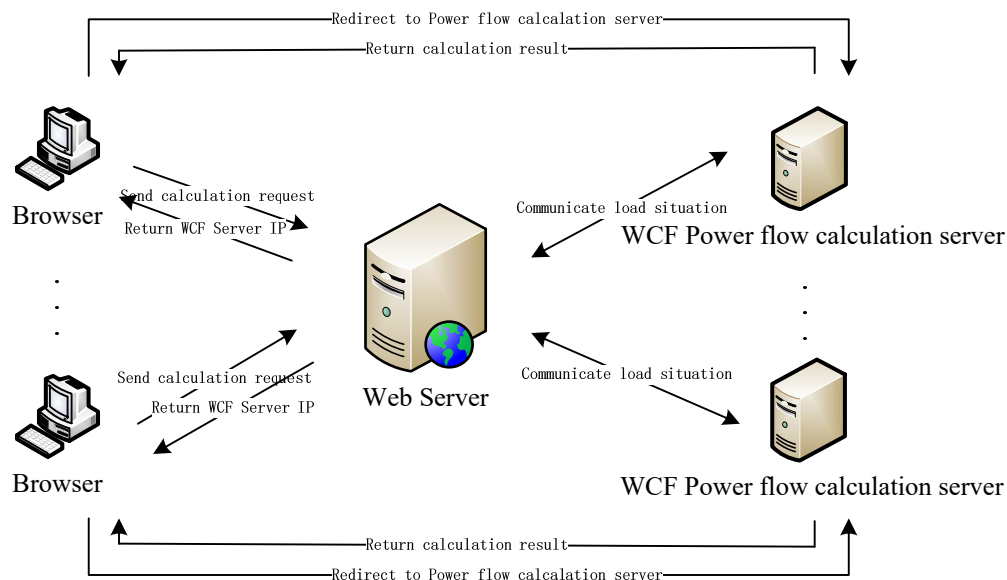 Redirect to Power flow calcalation server
Return calculation result
Send calculation request
Browser
Return WCF Server IP
Communicate load situation
WCF Power flow calculation server
Send calculation request
Return WCF Server IP
Web Server
Communicate load situation
Browser
WCF Power flow calculation server
Return calculation result
Redirect to Power flow calcalation server